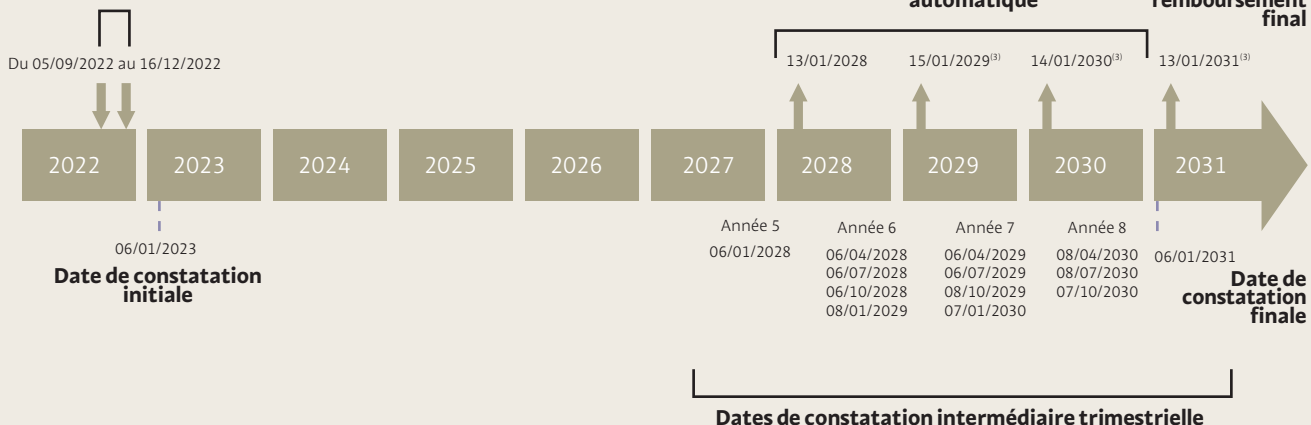 automatique
remboursement
final
Du 05/09/2022 au 16/12/2022
13/01/2028
15/01/2029(3)
14/01/2030(3)
13/01/2031(3)
2022
2023
2024
2025
2026
2027
2028
2029
2030
2031
06/01/2023
Date de constatation
initiale
Année 5
06/01/2028
Année 6
06/04/2028
06/07/2028
06/10/2028
08/01/2029
Année 7
06/04/2029
06/07/2029
08/10/2029
07/01/2030
Année 8
08/04/2030
08/07/2030
07/10/2030
06/01/2031
Date de
constatation
finale
Dates de constatation intermédiaire trimestrielle